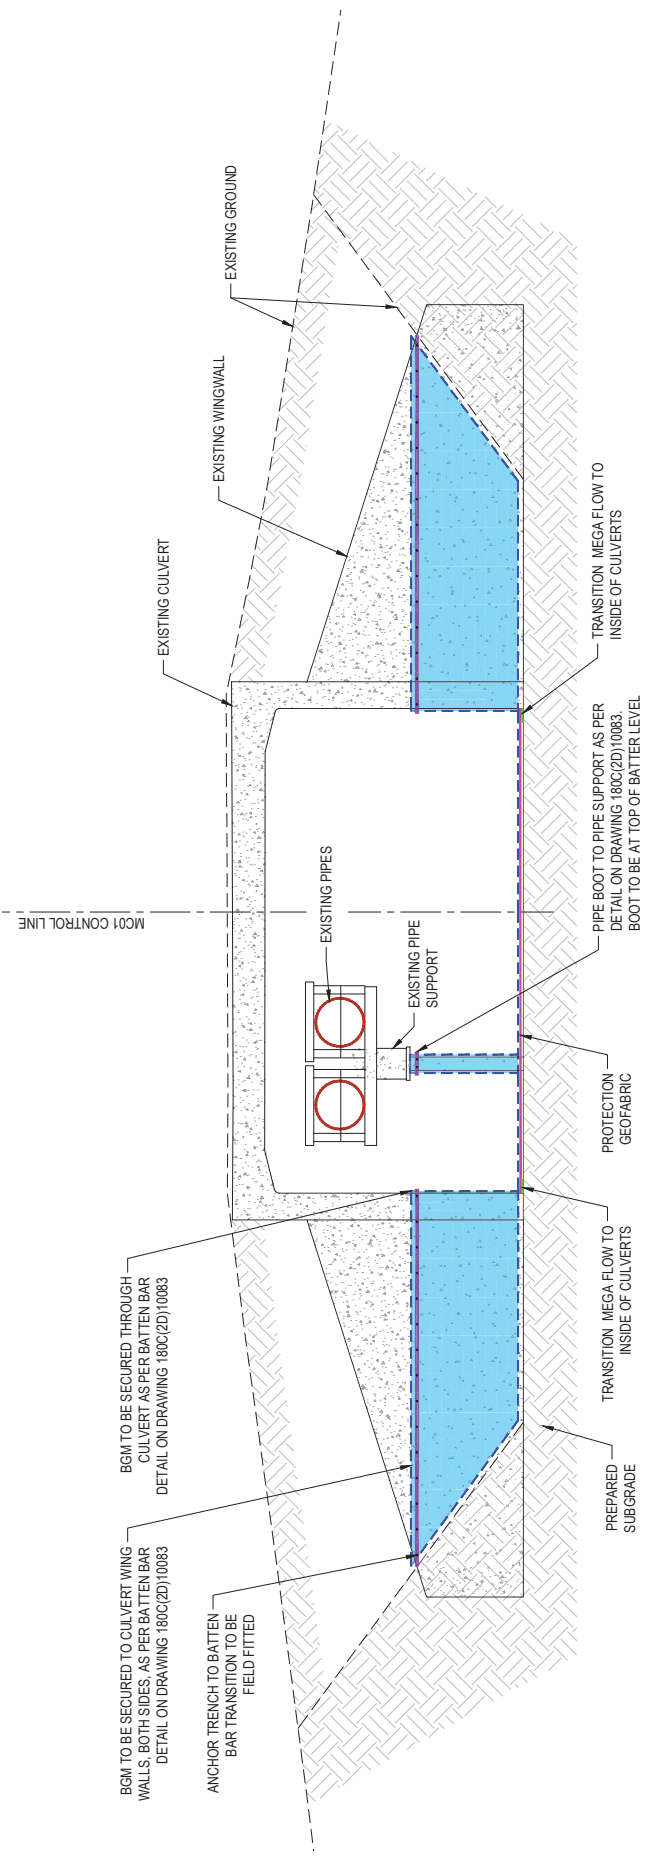 BGM TO BE SECURED TO CULVERT WING
WALLS, BOTH SIDES, AS PER BATTEN BAR
DETAIL ON DRAWING 180C(2D)10083
BGM TO BE SECURED THROUGH
CULVERT AS PER BATTEN BAR
DETAIL ON DRAWING 180C(2D)10083
ANCHOR TRENCH TO BATTEN
BAR TRANSITION TO BE
FIELD FITTED
MC01 CONTROL LINE
EXISTING CULVERT
EXISTING WINGWALL
EXISTING GROUND
EXISTING PIPES
EXISTING PIPE
SUPPORT
PREPARED
SUBGRADE
TRANSITION MEGA FLOW TO
INSIDE OF CULVERTS
PROTECTION
GEOFABRIC
PIPE BOOT TO PIPE SUPPORT AS PER
DETAIL ON DRAWING 180C(2D)10083.
BOOT TO BE AT TOP OF BATTER LEVEL
TRANSITION MEGA FLOW TO
INSIDE OF CULVERTS